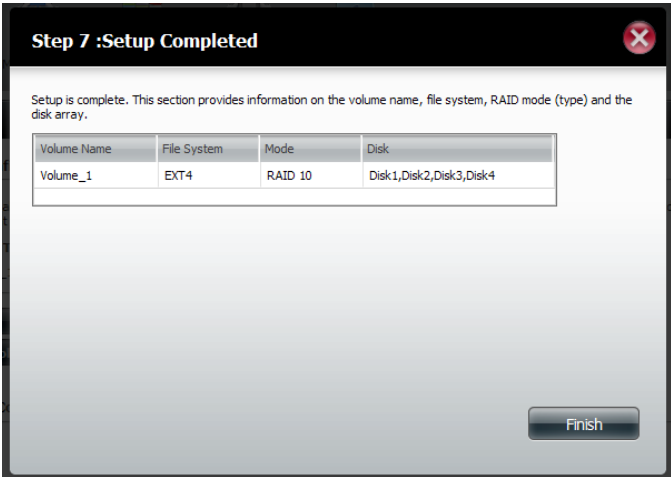 Step 7 :Setup Completed
Setup is complete. This section provides information on the volume name, file system, RAID mode (type) and the
disk array.
Volume Name File System Mode Disk
Volume_1 EXT4 RAID 10 Disk1,Disk2,Disk3,Disk4
Finish